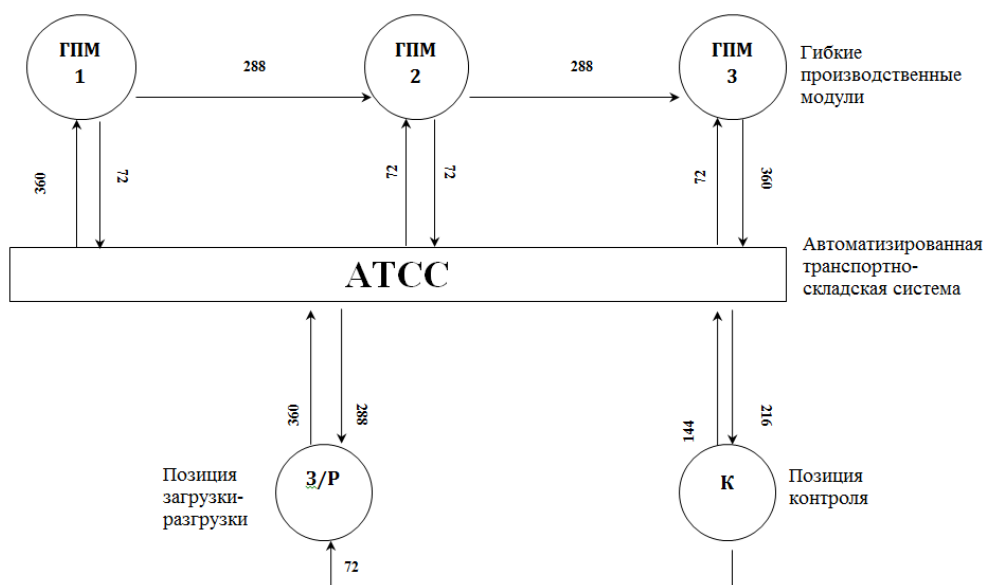 ГПМ
1
288
ГПМ
2
288
ГПМ
3
Гибкие
производственные
модули
360
72
72
72
72
360
АТСС
Автоматизированная
транспортно-
складская система
360
288
144
216
Позиция
загрузки-
разгрузки
З/Р
К
Позиция
контроля
72